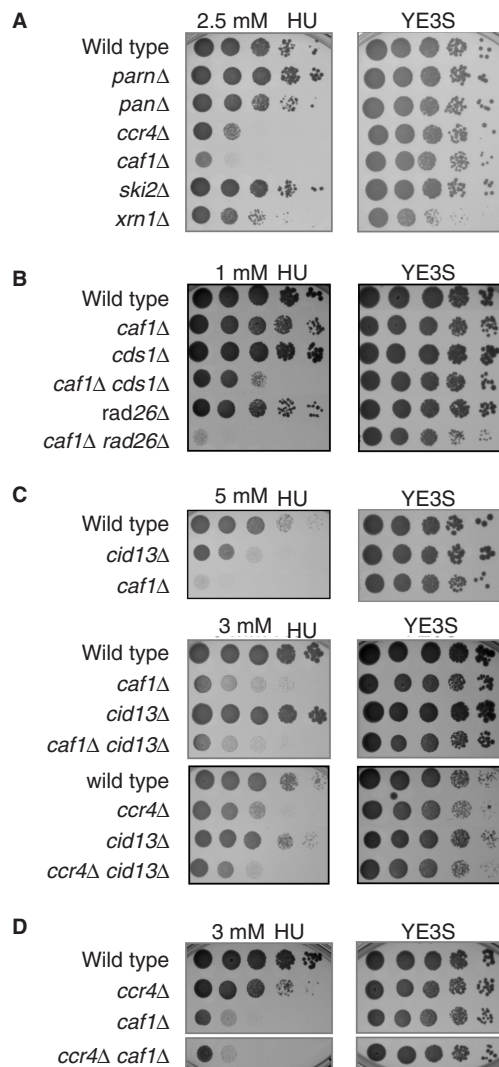 A 2.5 mM HU YE3S
Wild type
parnΔ
panΔ
ccr4Δ
caf1Δ
ski2Δ
xrn1Δ
B 1 mM HU YE3S
Wild type
caf1Δ
cds1Δ
caf1Δ cds1Δ
rad26Δ
caf1Δ rad26Δ
C 5 mM HU YE3S
Wild type
cid13Δ
caf1Δ
3 mM HU YE3S
Wild type
caf1Δ
cid13Δ
caf1Δ cid13Δ
wild type
ccr4Δ
cid13Δ
ccr4Δ cid13Δ
D 3 mM HU YE3S
Wild type
ccr4Δ
caf1Δ
ccr4Δ caf1Δ